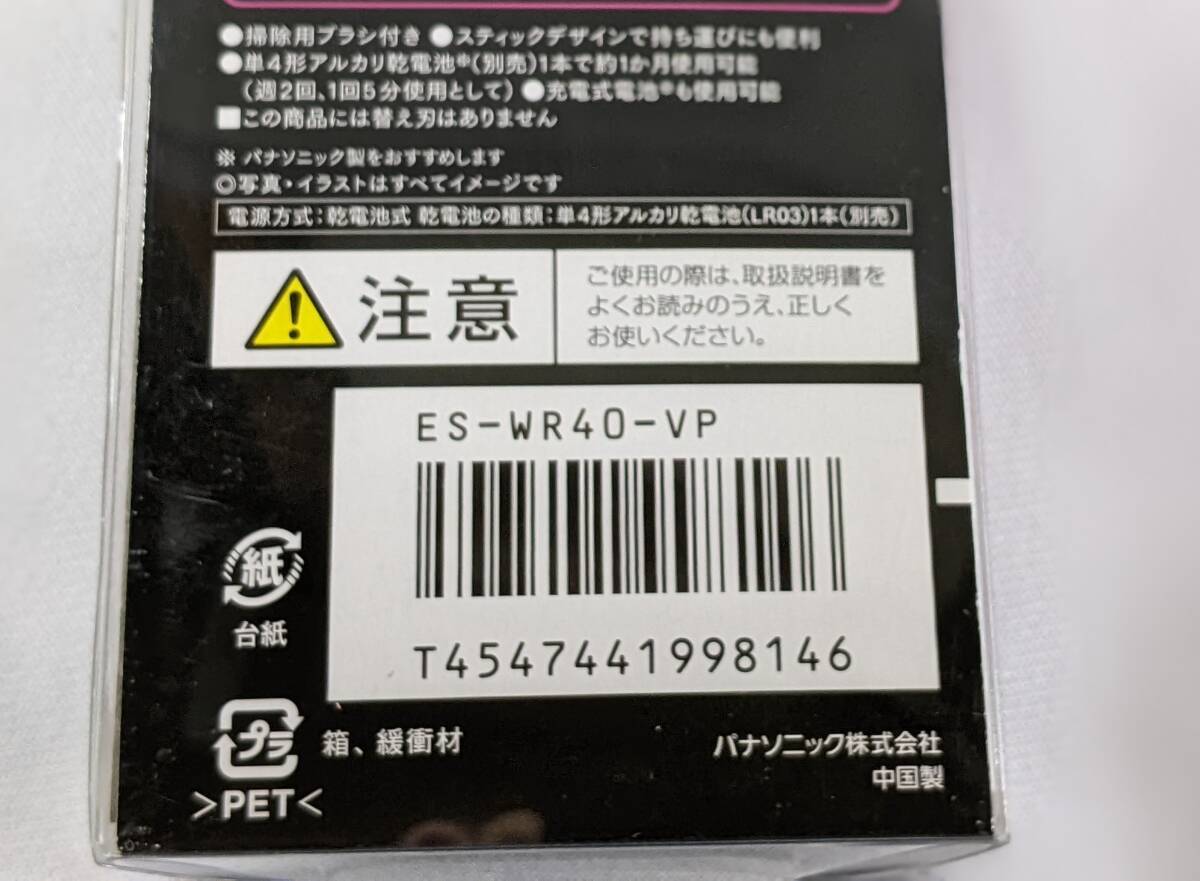 ●掃除用ブラシ付き ●スティックデザインで持ち運びにも便利
●単4形アルカリ乾電池※(別売)1本で約1か月使用可能
(週2回、1回5分使用として) ●充電式電池※も使用可能
■この商品には替え刃はありません
※ パナソニック製をおすすめします
◎写真・イラストはすべてイメージです
電源方式:乾電池式 乾電池の種類:単4形アルカリ乾電池(LR03)1本(別売)
注意
ご使用の際は、取扱説明書を
よくお読みのうえ、正しく
お使いください。
ES-WR40-VP
T4547441998146
紙
台紙
プラ
箱、緩衝材
>PET<
パナソニック株式会社
中国製